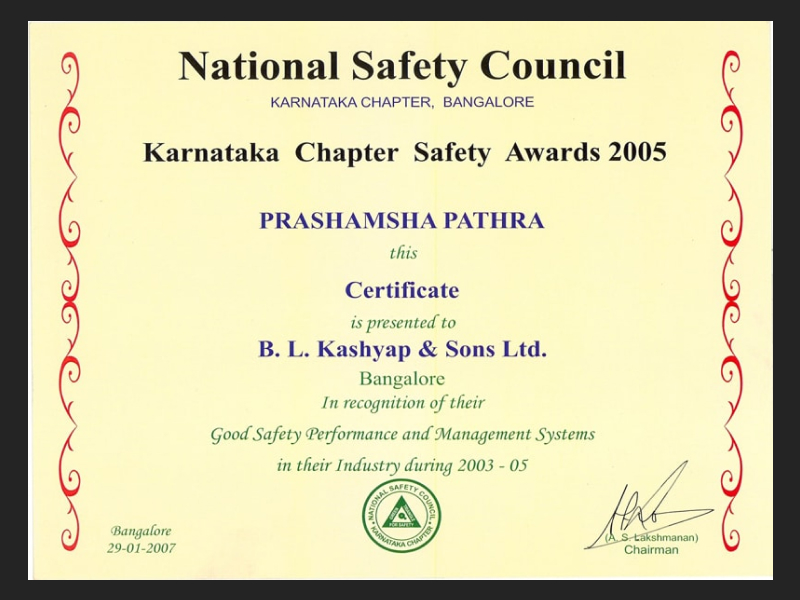 National Safety Council
KARNATAKA CHAPTER, BANGALORE
Karnataka Chapter Safety Awards 2005
PRASHAMSHA PATHRA
this
Certificate
is presented to
B. L. Kashyap & Sons Ltd.
Bangalore
In recognition of their
Good Safety Performance and Management Systems
in their Industry during 2003 - 05
NATIONAL SAFETY COUNCIL
FOR SAFETY
KARNATAKA CHAPTER
Bangalore
29-01-2007
(A. S. Lakshmanan)
Chairman